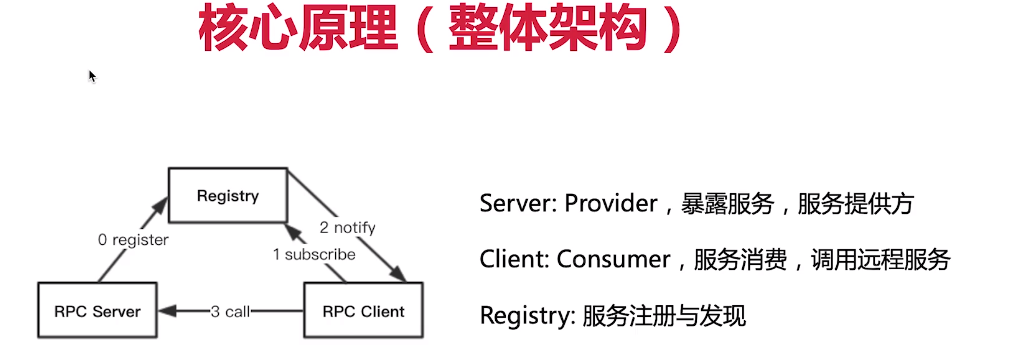 核心原理（整体架构）
Registry
2 notify
0 register
1 subscribe
RPC Server
3 call
RPC Client
Server: Provider，暴露服务，服务提供方
Client: Consumer，服务消费，调用远程服务
Registry: 服务注册与发现